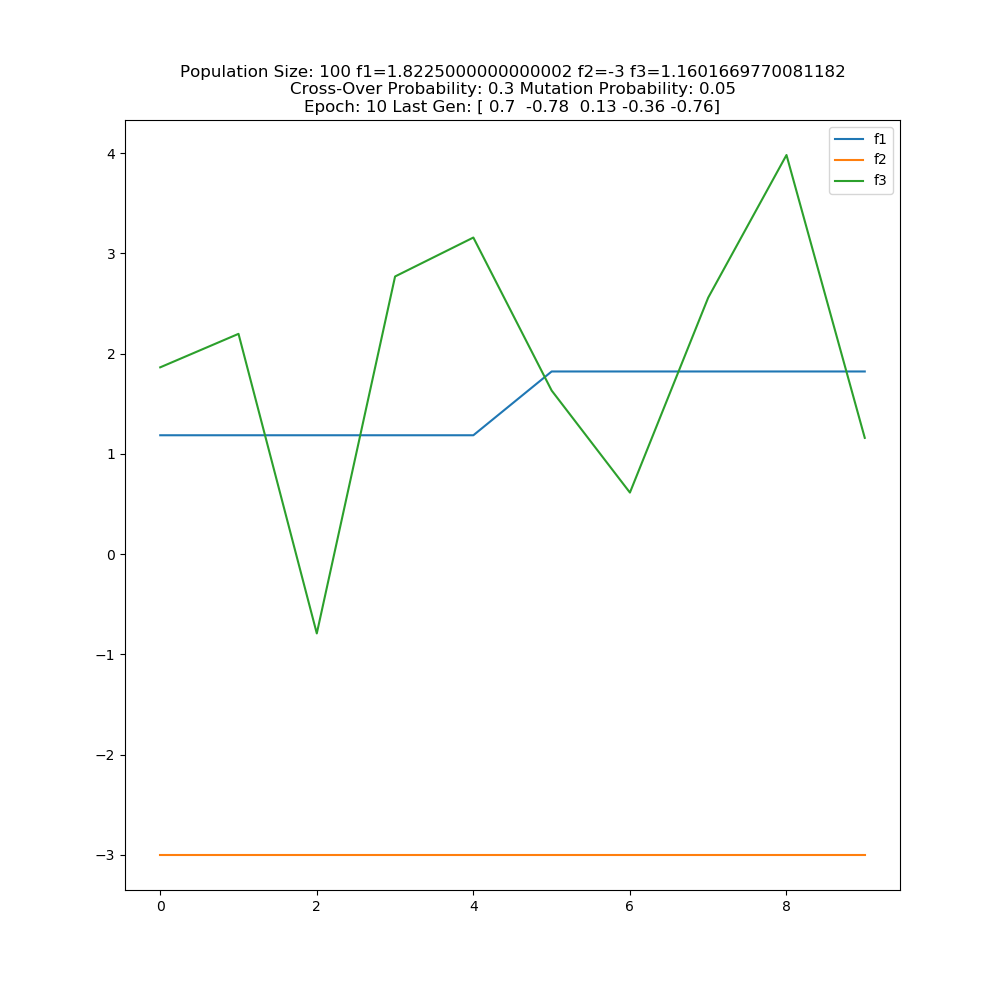 Population Size: 100 f1=1.8225000000000002 f2=-3 f3=1.1601669770081182
Cross-Over Probability: 0.3 Mutation Probability: 0.05
Epoch: 10 Last Gen: [ 0.7  -0.78  0.13 -0.36 -0.76]
f1
f2
f3
4
3
2
1
0
−1
−2
−3
0 2 4 6 8